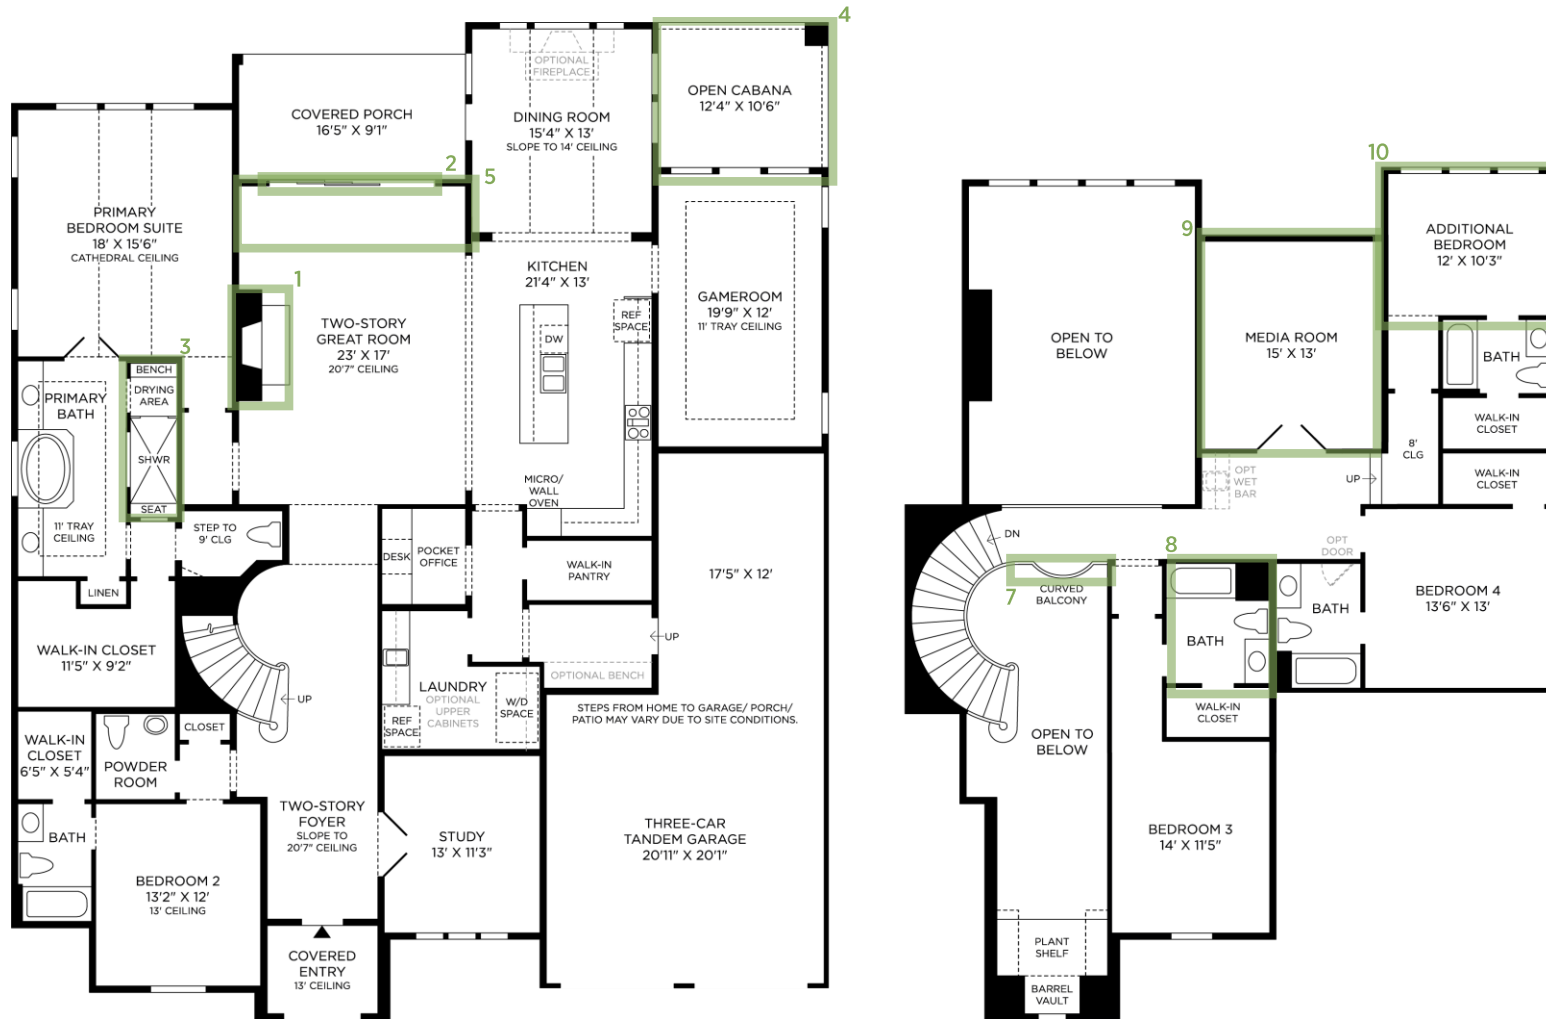 4
OPTIONAL
FIREPLACE
OPEN CABANA
12'4" X 10'6"
COVERED PORCH
16'5" X 9'1"
DINING ROOM
15'4" X 13'
SLOPE TO 14' CEILING
2
5
PRIMARY
BEDROOM SUITE
18' X 15'6"
CATHEDRAL CEILING
KITCHEN
21'4" X 13'
1
GAMEROOM
19'9" X 12'
11' TRAY CEILING
REF
SPACE
TWO-STORY
GREAT ROOM
23' X 17'
20'7" CEILING
DW
3
BENCH
DRYING
AREA
PRIMARY
BATH
SHWR
SEAT
11' TRAY
CEILING
MICRO/
WALL
OVEN
STEP TO
9' CLG
DESK
POCKET
OFFICE
WALK-IN
PANTRY
17'5" X 12'
LINEN
WALK-IN CLOSET
11'5" X 9'2"
UP
UP
OPTIONAL BENCH
LAUNDRY
OPTIONAL
UPPER
CABINETS
W/D
SPACE
REF
SPACE
STEPS FROM HOME TO GARAGE/ PORCH/
PATIO MAY VARY DUE TO SITE CONDITIONS.
CLOSET
WALK-IN
CLOSET
6'5" X 5'4"
POWDER
ROOM
BATH
TWO-STORY
FOYER
SLOPE TO
20'7" CEILING
STUDY
13' X 11'3"
THREE-CAR
TANDEM GARAGE
20'11" X 20'1"
BEDROOM 2
13'2" X 12'
13' CEILING
COVERED
ENTRY
13' CEILING
10
9
ADDITIONAL
BEDROOM
12' X 10'3"
OPEN TO
BELOW
MEDIA ROOM
15' X 13'
BATH
WALK-IN
CLOSET
8'
CLG
OPT
WET
BAR
UP
WALK-IN
CLOSET
DN
8
OPT
DOOR
7
CURVED
BALCONY
BATH
BATH
BEDROOM 4
13'6" X 13'
WALK-IN
CLOSET
OPEN TO
BELOW
BEDROOM 3
14' X 11'5"
PLANT
SHELF
BARREL
VAULT